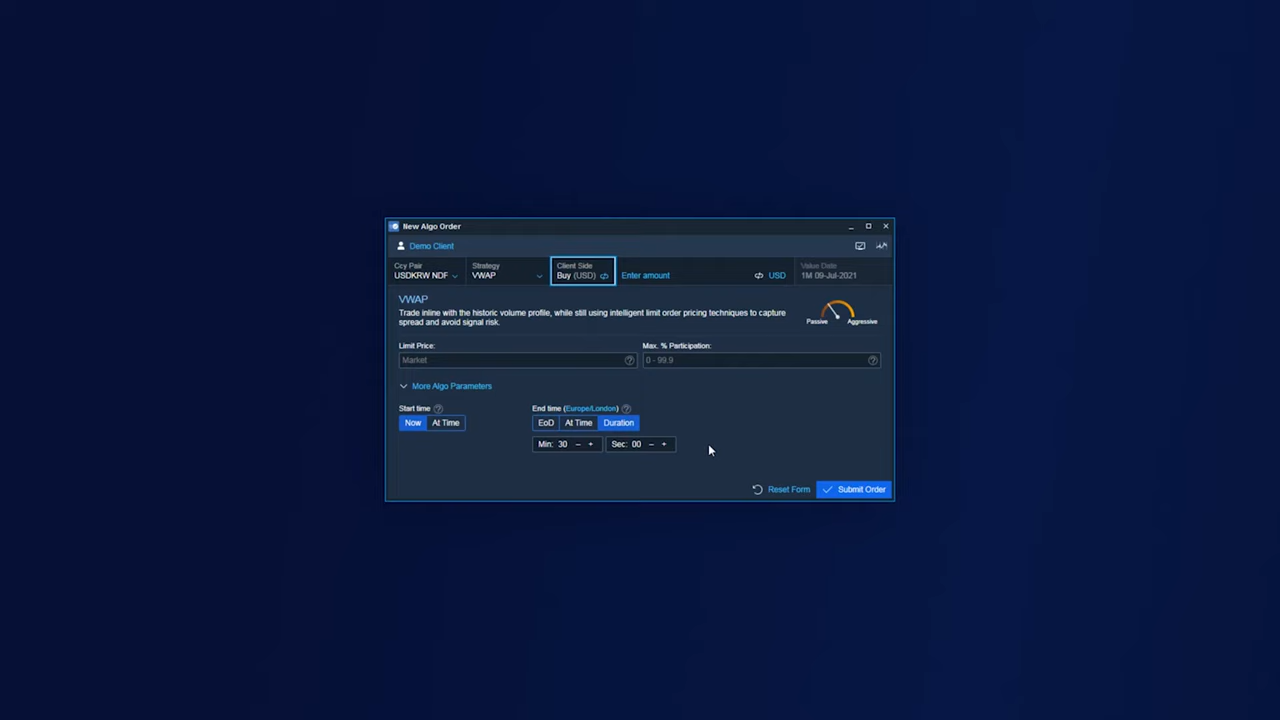 New Algo Order
Demo Client
Ccy Pair Strategy Client Side Value Date
USDKRW NDF VWAP Buy (USD) Enter amount USD 1M 09-Jul-2021
VWAP
Trade inline with the historic volume profile, while still using intelligent limit order pricing techniques to capture
spread and avoid signal risk.
Passive Aggressive
Limit Price: Max. % Participation:
Market 0 - 99.9
More Algo Parameters
Start time End time (Europe/London)
Now At Time EoD At Time Duration
Min: 30 – + Sec: 00 – +
Reset Form Submit Order